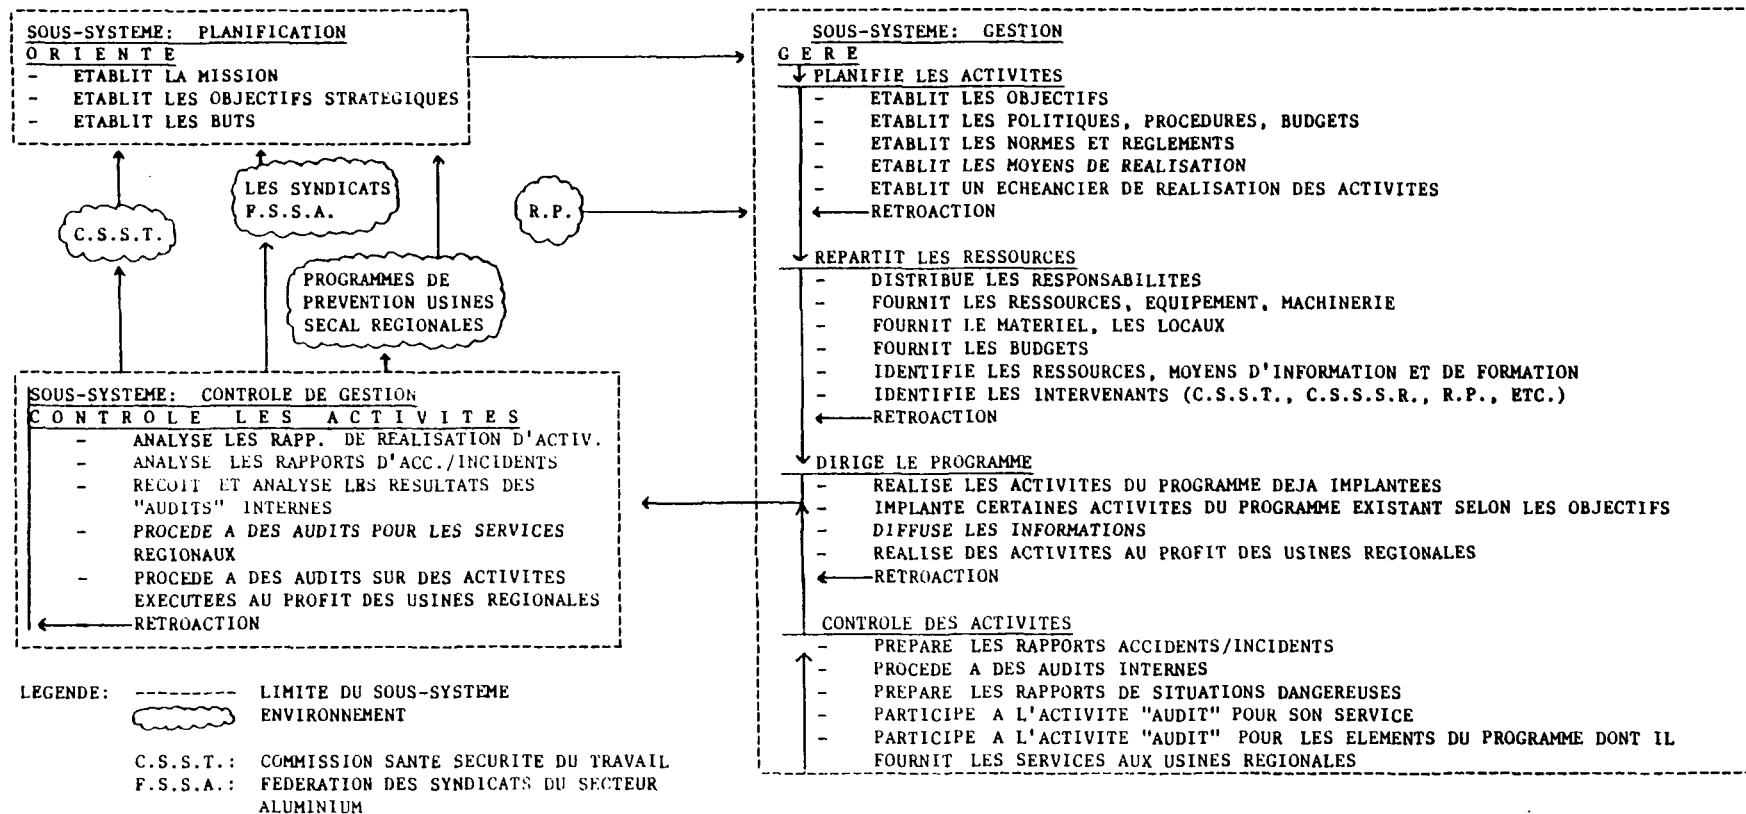 SOUS-SYSTEME: PLANIFICATION
O R I E N T E
- ETABLIT LA MISSION
- ETABLIT LES OBJECTIFS STRATEGIQUES
- ETABLIT LES BUTS
C.S.S.T.
LES SYNDICATS
F.S.S.A.
PROGRAMMES DE
PREVENTION USINES
SECAL REGIONALES
R.P.
SOUS-SYSTEME: CONTROLE DE GESTION
C O N T R O L E L E S A C T I V I T E S
- ANALYSE LES RAPP. DE REALISATION D'ACTIV.
- ANALYSE LES RAPPORTS D'ACC./INCIDENTS
- RECOIT ET ANALYSE LES RESULTATS DES
"AUDITS" INTERNES
- PROCEDE A DES AUDITS POUR LES SERVICES
REGIONAUX
- PROCEDE A DES AUDITS SUR DES ACTIVITES
EXECUTEES AU PROFIT DES USINES REGIONALES
RETROACTION
SOUS-SYSTEME: GESTION
G E R E
PLANIFIE LES ACTIVITES
- ETABLIT LES OBJECTIFS
- ETABLIT LES POLITIQUES, PROCEDURES, BUDGETS
- ETABLIT LES NORMES ET REGLEMENTS
- ETABLIT LES MOYENS DE REALISATION
- ETABLIT UN ECHEANCIER DE REALISATION DES ACTIVITES
RETROACTION
REPARTIT LES RESSOURCES
- DISTRIBUE LES RESPONSABILITES
- FOURNIT LES RESSOURCES, EQUIPEMENT, MACHINERIE
- FOURNIT LE MATERIEL, LES LOCAUX
- FOURNIT LES BUDGETS
- IDENTIFIE LES RESSOURCES, MOYENS D'INFORMATION ET DE FORMATION
- IDENTIFIE LES INTERVENANTS (C.S.S.T., C.S.S.S.R., R.P., ETC.)
RETROACTION
DIRIGE LE PROGRAMME
- REALISE LES ACTIVITES DU PROGRAMME DEJA IMPLANTEES
- IMPLANTE CERTAINES ACTIVITES DU PROGRAMME EXISTANT SELON LES OBJECTIFS
- DIFFUSE LES INFORMATIONS
- REALISE DES ACTIVITES AU PROFIT DES USINES REGIONALES
RETROACTION
CONTROLE DES ACTIVITES
- PREPARE LES RAPPORTS ACCIDENTS/INCIDENTS
- PROCEDE A DES AUDITS INTERNES
- PREPARE LES RAPPORTS DE SITUATIONS DANGEREUSES
- PARTICIPE A L'ACTIVITE "AUDIT" POUR SON SERVICE
- PARTICIPE A L'ACTIVITE "AUDIT" POUR LES ELEMENTS DU PROGRAMME DONT IL
FOURNIT LES SERVICES AUX USINES REGIONALES
LEGENDE: --------- LIMITE DU SOUS-SYSTEME
ENVIRONNEMENT
C.S.S.T.: COMMISSION SANTE SECURITE DU TRAVAIL
F.S.S.A.: FEDERATION DES SYNDICATS DU SECTEUR
ALUMINIUM